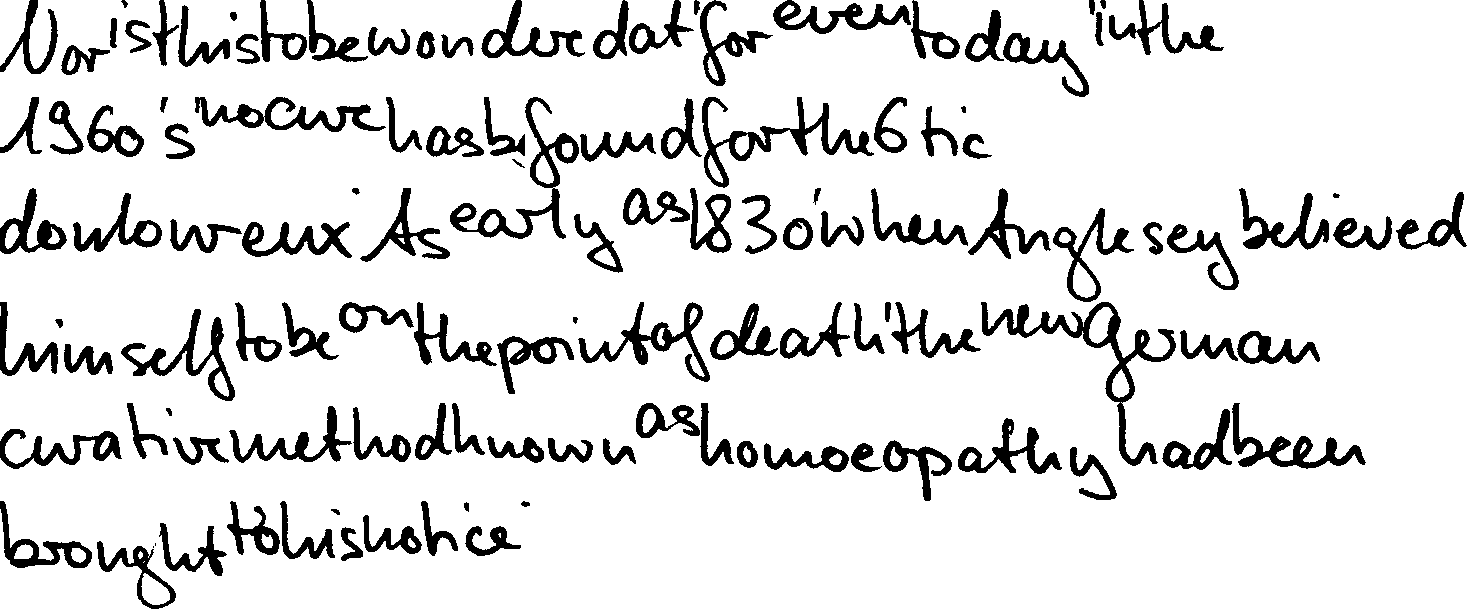 Nor is this to be wondered at, for even today, in the
1960's, no cure has be found for the 6 tic
douloureux. As early as 1830, when Anglesey believed
himself to be on the point of death, the new German
curative method known as homoeopathy had been
brought to his notice.